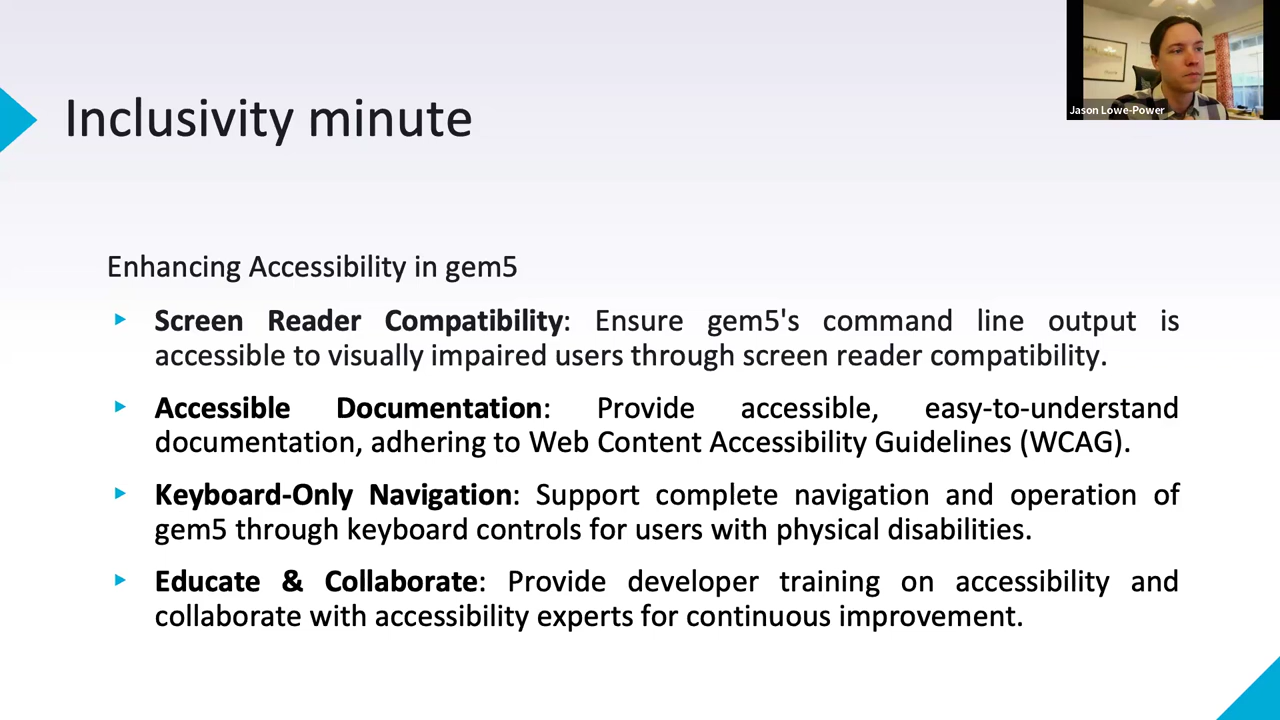 Inclusivity minute
Jason Lowe-Power
Enhancing Accessibility in gem5
Screen Reader Compatibility: Ensure gem5's command line output is
accessible to visually impaired users through screen reader compatibility.
Accessible Documentation: Provide accessible, easy-to-understand
documentation, adhering to Web Content Accessibility Guidelines (WCAG).
Keyboard-Only Navigation: Support complete navigation and operation of
gem5 through keyboard controls for users with physical disabilities.
Educate & Collaborate: Provide developer training on accessibility and
collaborate with accessibility experts for continuous improvement.